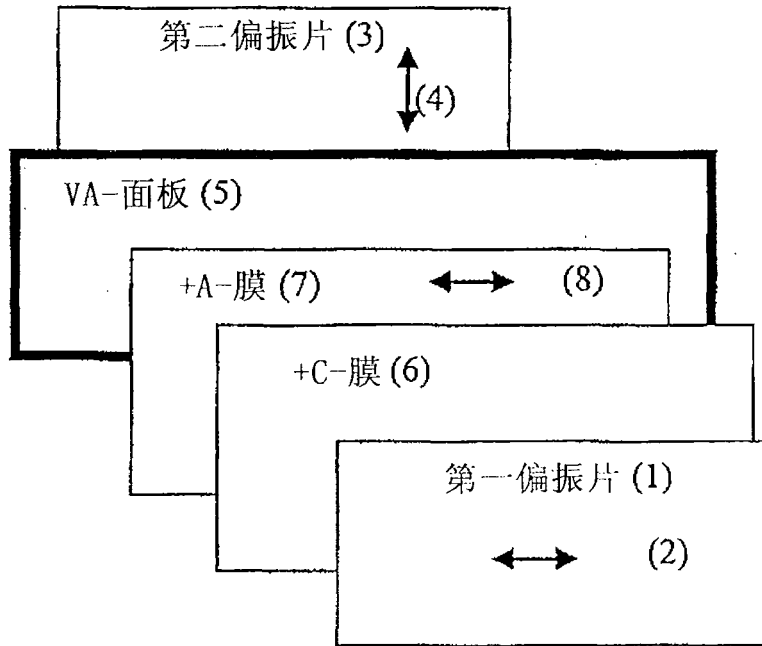 第二偏振片 (3)
(4)
VA-面板 (5)
+A-膜 (7)
(8)
+C-膜 (6)
第一偏振片 (1)
(2)